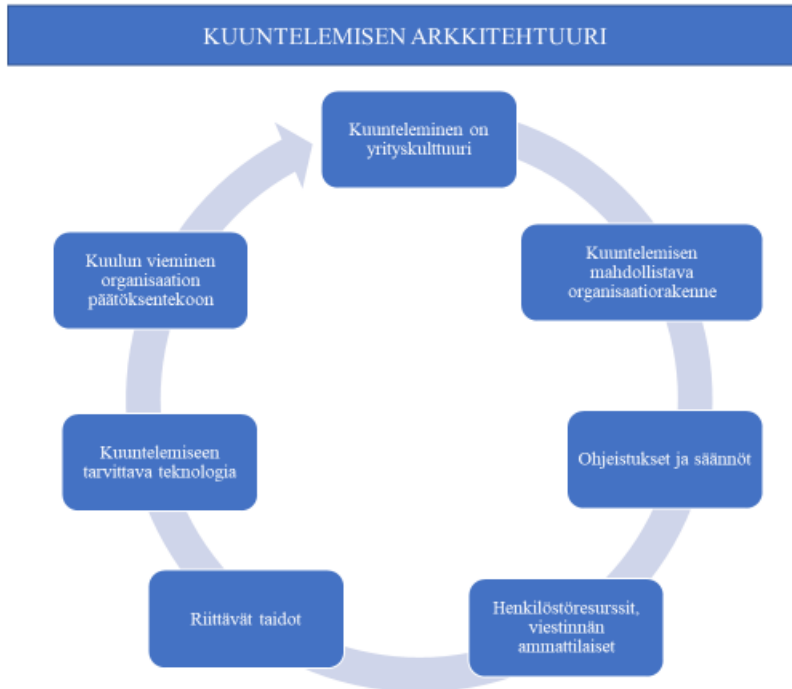 KUUNTELEMISEN ARKKITEHTUURI
Kuunteleminen on
yrityskulttuuri
Kuuntelemisen
mahdollistava
organisaatiorakenne
Ohjeistukset ja säännöt
Henkilöstöresurssit,
viestinnän
ammattilaiset
Riittävät taidot
Kuuntelemiseen
tarvittava teknologia
Kuulun vieminen
organisaation
päätöksentekoon